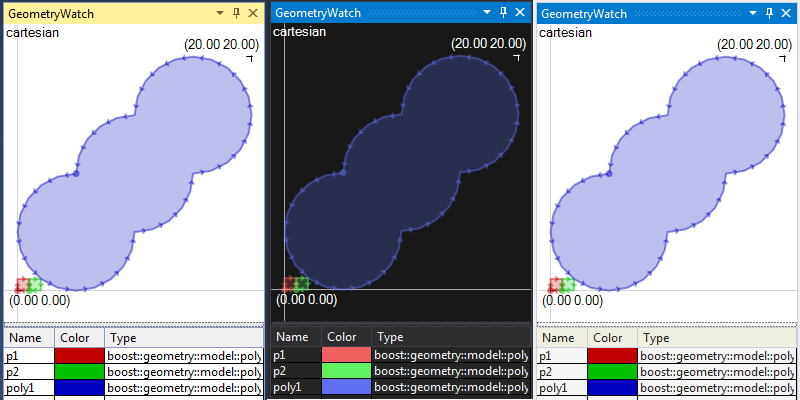 GeometryWatch
cartesian
(20.00 20.00)
(0.00 0.00)
Name Color Type
p1 boost::geometry::model::poly
p2 boost::geometry::model::poly
poly1 boost::geometry::model::poly
GeometryWatch
cartesian
(20.00 20.00)
(0.00 0.00)
Name Color Type
p1 boost::geometry::model::poly
p2 boost::geometry::model::poly
poly1 boost::geometry::model::poly
GeometryWatch
cartesian
(20.00 20.00)
(0.00 0.00)
Name Color Type
p1 boost::geometry::model::poly
p2 boost::geometry::model::poly
poly1 boost::geometry::model::poly